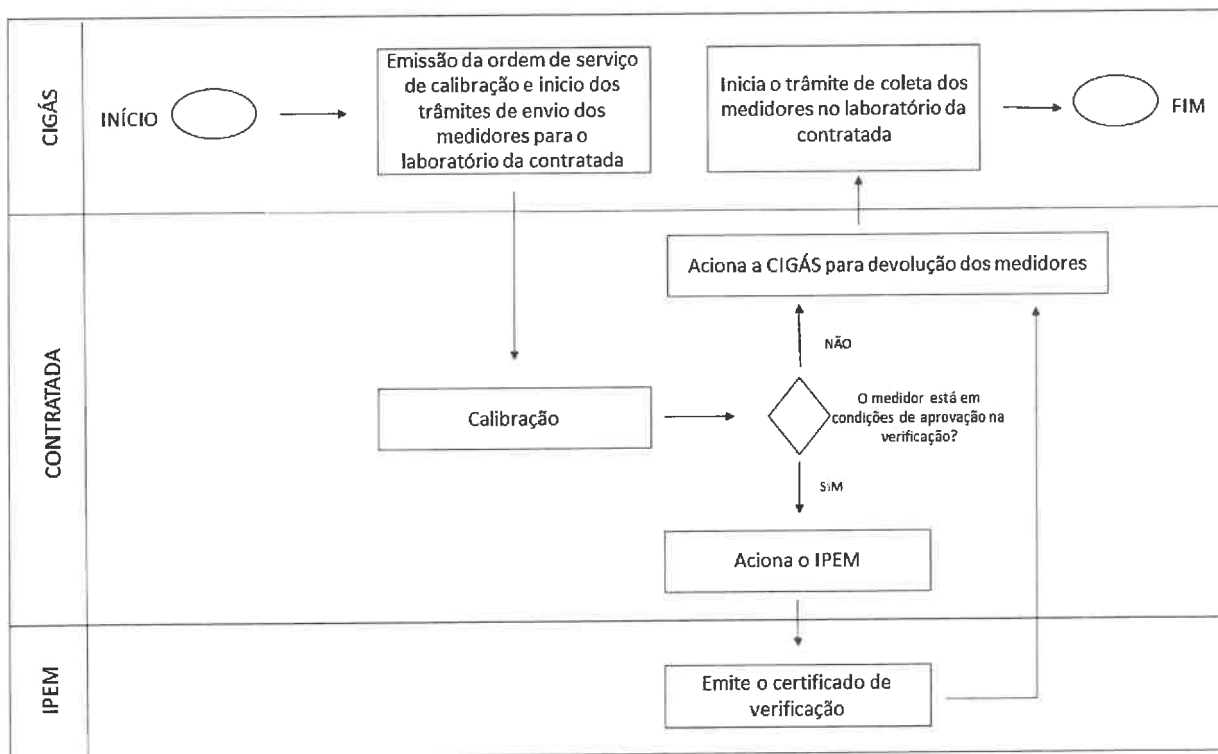 CIGÁS
INÍCIO
Emissão da ordem de serviço
de calibração e inicio dos
trâmites de envio dos
medidores para o
laboratório da contratada
Inicia o trâmite de coleta dos
medidores no laboratório da
contratada
FIM
CONTRATADA
Aciona a CIGÁS para devolução dos medidores
NÃO
Calibração
O medidor está em
condições de aprovação na
verificação?
SIM
Aciona o IPEM
IPEM
Emite o certificado de
verificação